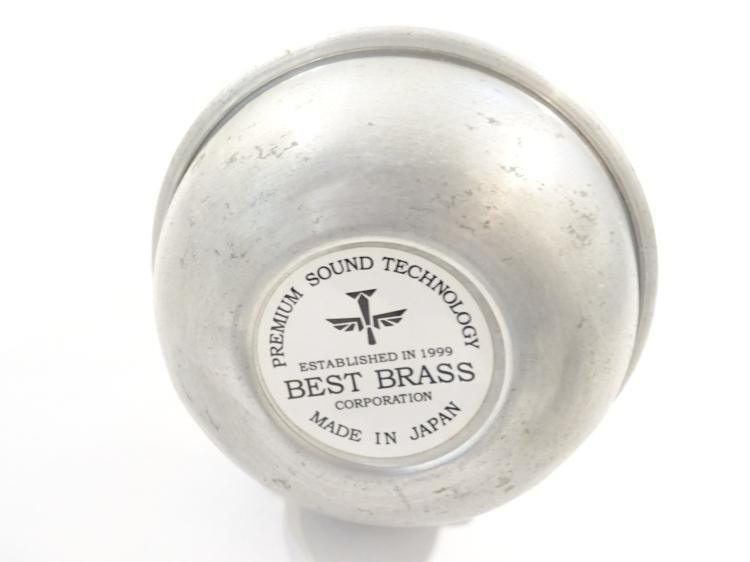 PREMIUM SOUND TECHNOLOGY
ESTABLISHED IN 1999
BEST BRASS
CORPORATION
MADE IN JAPAN